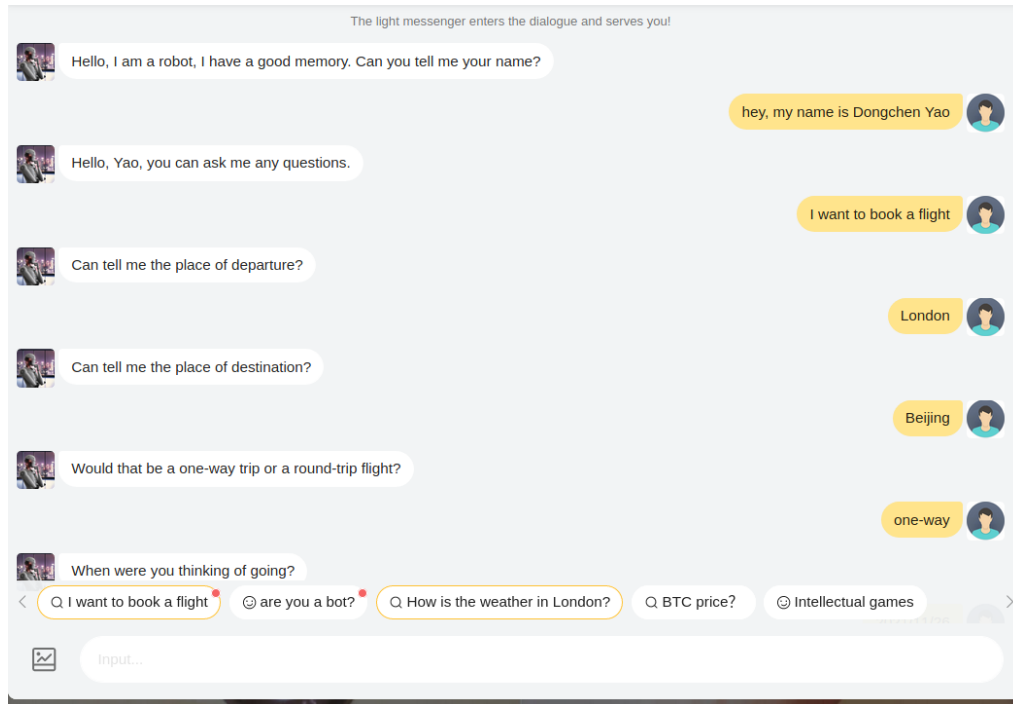 The light messenger enters the dialogue and serves you!
Hello, I am a robot, I have a good memory. Can you tell me your name?
hey, my name is Dongchen Yao
Hello, Yao, you can ask me any questions.
I want to book a flight
Can tell me the place of departure?
London
Can tell me the place of destination?
Beijing
Would that be a one-way trip or a round-trip flight?
one-way
When were you thinking of going?
I want to book a flight are you a bot? How is the weather in London? BTC price? Intellectual games
Input...